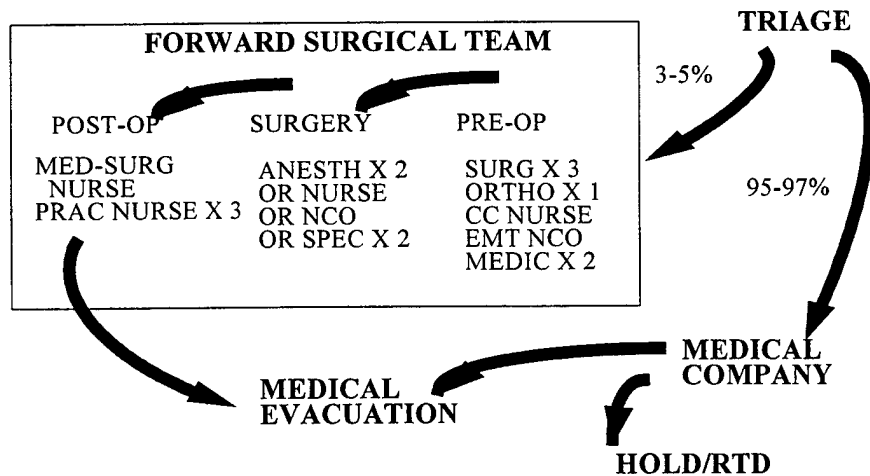 FORWARD SURGICAL TEAM
TRIAGE
3-5%
95-97%
POST-OP
MED-SURG
NURSE
PRAC NURSE X 3
SURGERY
ANESTH X 2
OR NURSE
OR NCO
OR SPEC X 2
PRE-OP
SURG X 3
ORTHO X 1
CC NURSE
EMT NCO
MEDIC X 2
MEDICAL
EVACUATION
MEDICAL
COMPANY
HOLD/RTD